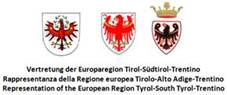 Vertretung der Europaregion Tirol-Südtirol-Trentino
Rappresentanza della Regione europea Tirolo-Alto Adige-Trentino
Representation of the European Region Tyrol-South Tyrol-Trentino